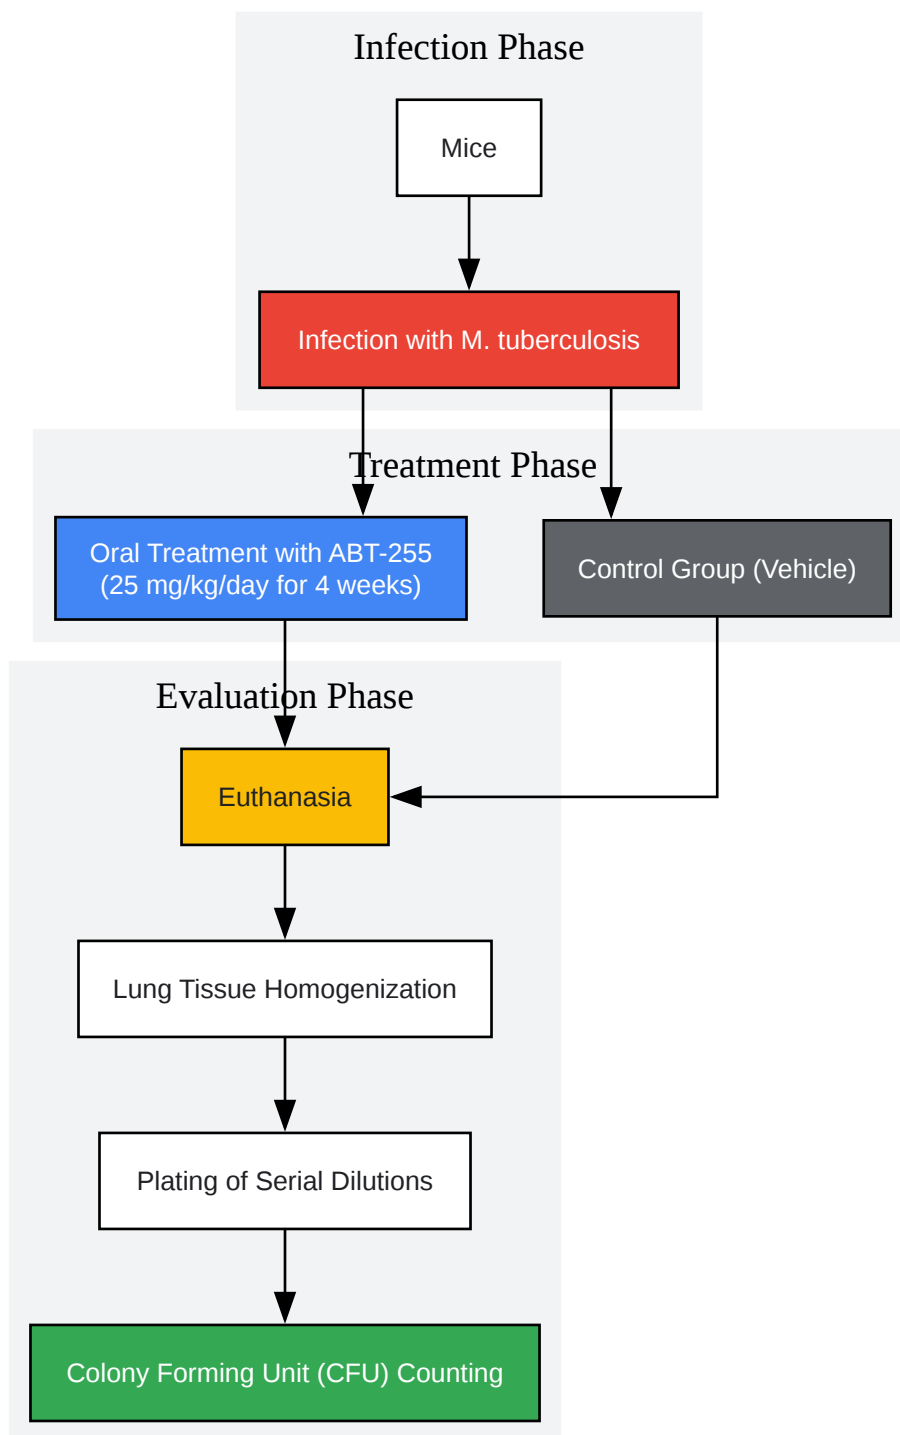 Infection Phase
Mice
Infection with M. tuberculosis
Treatment Phase
Oral Treatment with ABT-255
(25 mg/kg/day for 4 weeks)
Control Group (Vehicle)
Evaluation Phase
Euthanasia
Lung Tissue Homogenization
Plating of Serial Dilutions
Colony Forming Unit (CFU) Counting